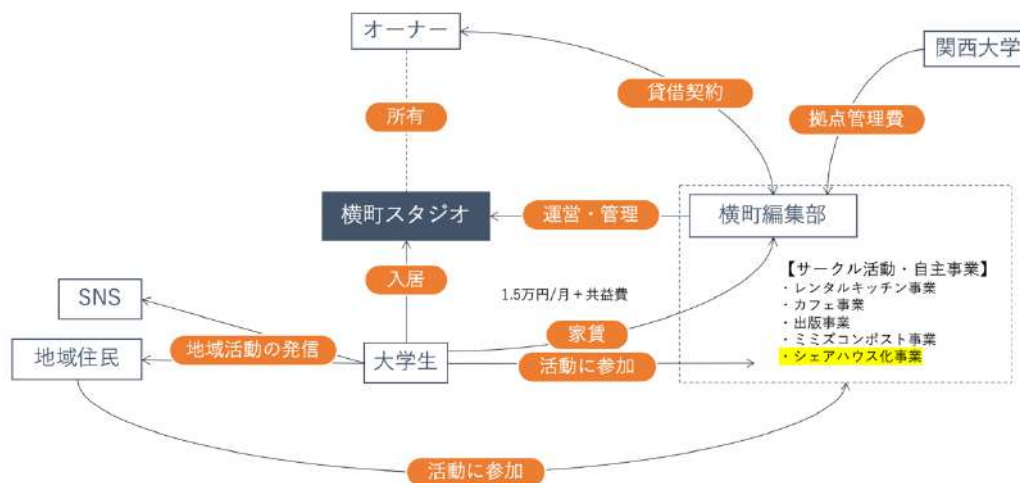 オーナー
関西大学
貸借契約
所有
拠点管理費
横町スタジオ
運営・管理
横町編集部
【サークル活動・自主事業】
・レンタルキッチン事業
・カフェ事業
・出版事業
・ミミズコンポスト事業
・シェアハウス化事業
入居
SNS
1.5万円/月+共益費
家賃
地域活動の発信
地域住民
大学生
活動に参加
活動に参加